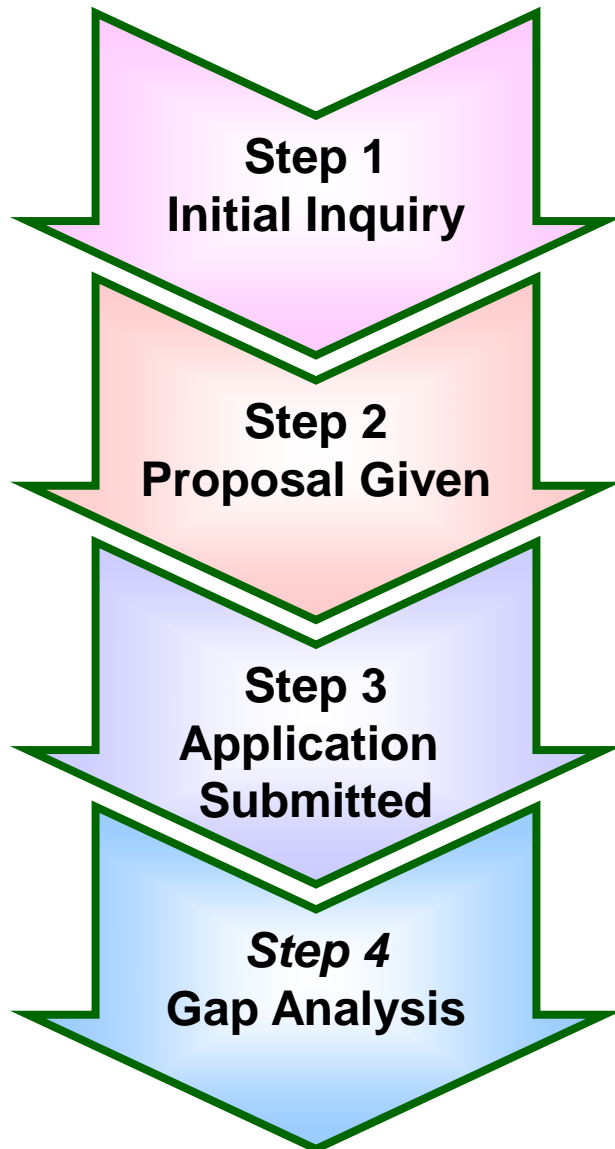 Step 1
Initial Inquiry
Step 2
Proposal Given
Step 3
Application
Submitted
Step 4
Gap Analysis